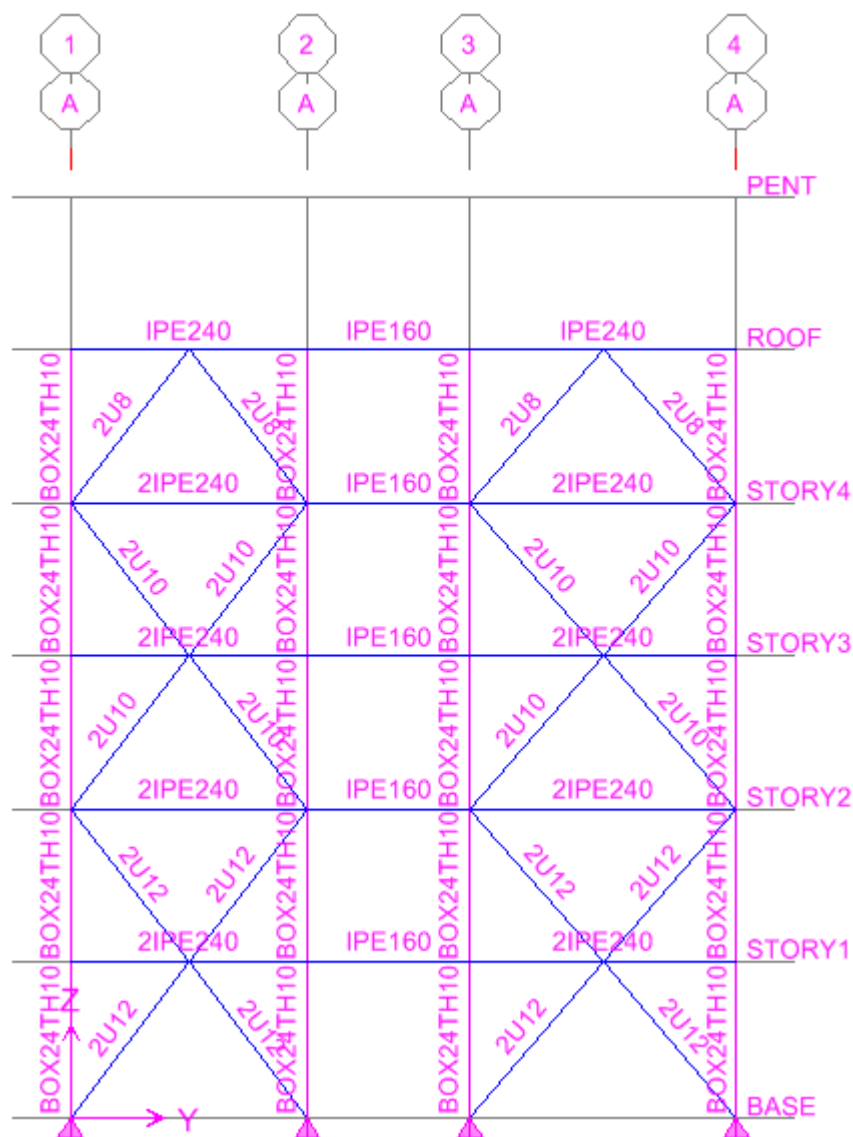 1 2 3 4
A A A A
PENT
IPE240 IPE160 IPE240
ROOF
BOX24TH10 2U8 2U8 BOX24TH10 BOX24TH10 2U8 2U8 BOX24TH10
2IPE240 IPE160 2IPE240
STORY4
BOX24TH10 2U10 2U10 BOX24TH10 BOX24TH10 2U10 2U10 BOX24TH10
2IPE240 IPE160 2IPE240
STORY3
BOX24TH10 2U10 2U10 BOX24TH10 BOX24TH10 2U10 2U10 BOX24TH10
2IPE240 IPE160 2IPE240
STORY2
BOX24TH10 2U12 2U12 BOX24TH10 BOX24TH10 2U12 2U12 BOX24TH10
2IPE240 IPE160 2IPE240
STORY1
BOX24TH10 2U12 2U12 BOX24TH10 BOX24TH10 2U12 2U12 BOX24TH10
Z
Y
BASE